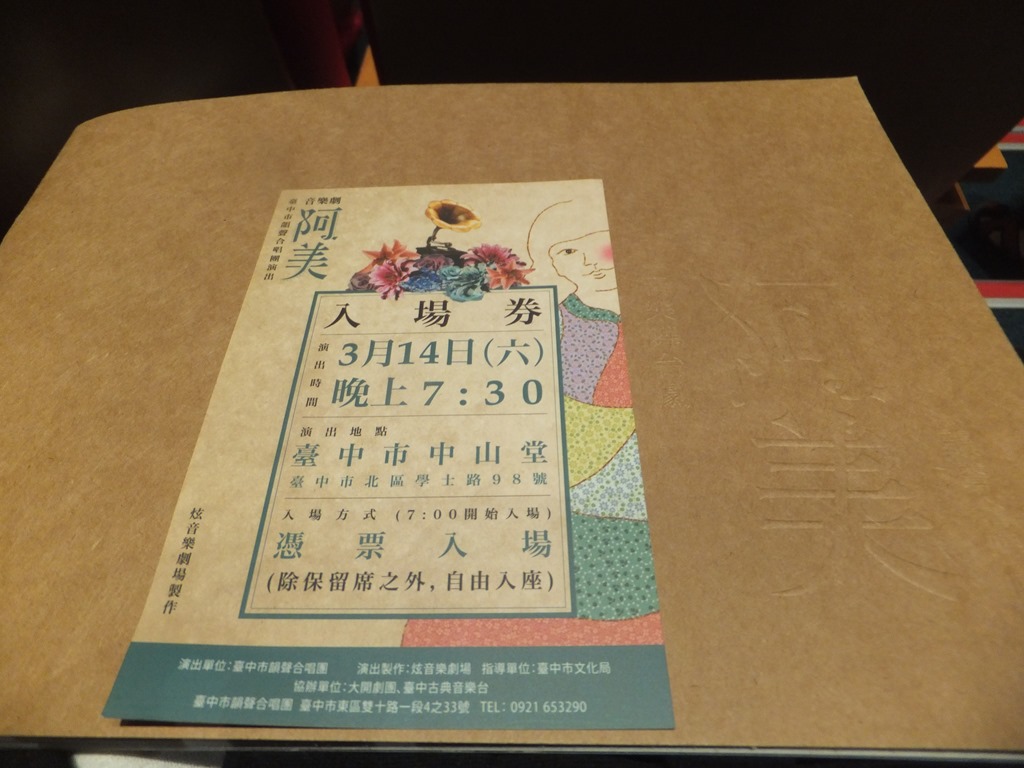 音樂劇
阿美
臺中市韻聲合唱團演出
入場券
演出時間
3月14日(六)
晚上7:30
演出地點
臺中市中山堂
臺中市北區學士路98號
入場方式 (7:00開始入場)
憑票入場
(除保留席之外,自由入座)
炫音樂劇場製作
演出單位:臺中市韻聲合唱團 演出製作:炫音樂劇場 指導單位:臺中市文化局
協辦單位:大開劇團、臺中古典音樂台
臺中市韻聲合唱團 臺中市東區雙十路一段4之33號 TEL: 0921 653290